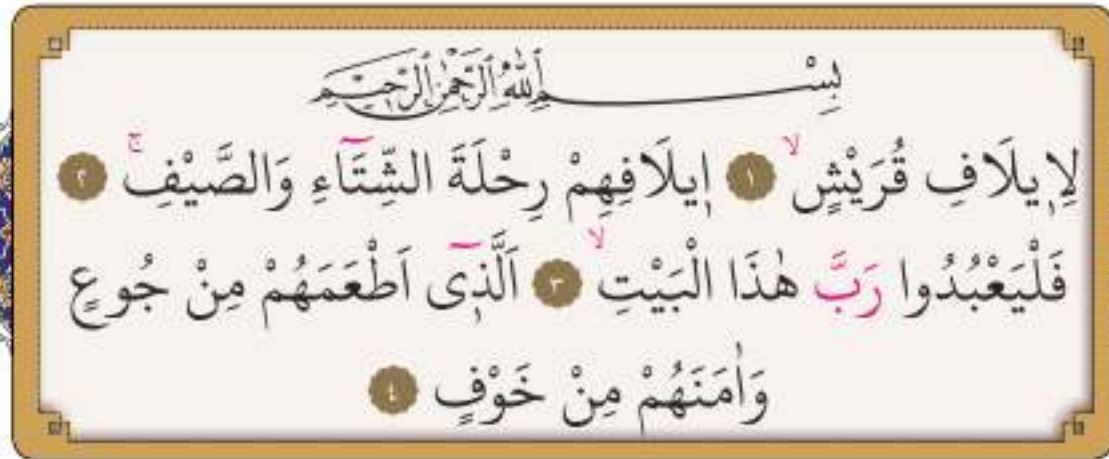 بِسْمِ اللّٰهِ الرَّحْمٰنِ الرَّحِيمِ
لِإِيلَافِ قُرَيْشٍۙ ١ إِيلَافِهِمْ رِحْلَةَ الشِّتَٓاءِ وَالصَّيْفِۚ ٢
فَلْيَعْبُدُوا رَبَّ هٰذَا الْبَيْتِۙ ٣ اَلَّذِٓى اَطْعَمَهُمْ مِنْ جُوعٍ
وَاٰمَنَهُمْ مِنْ خَوْفٍ ٤